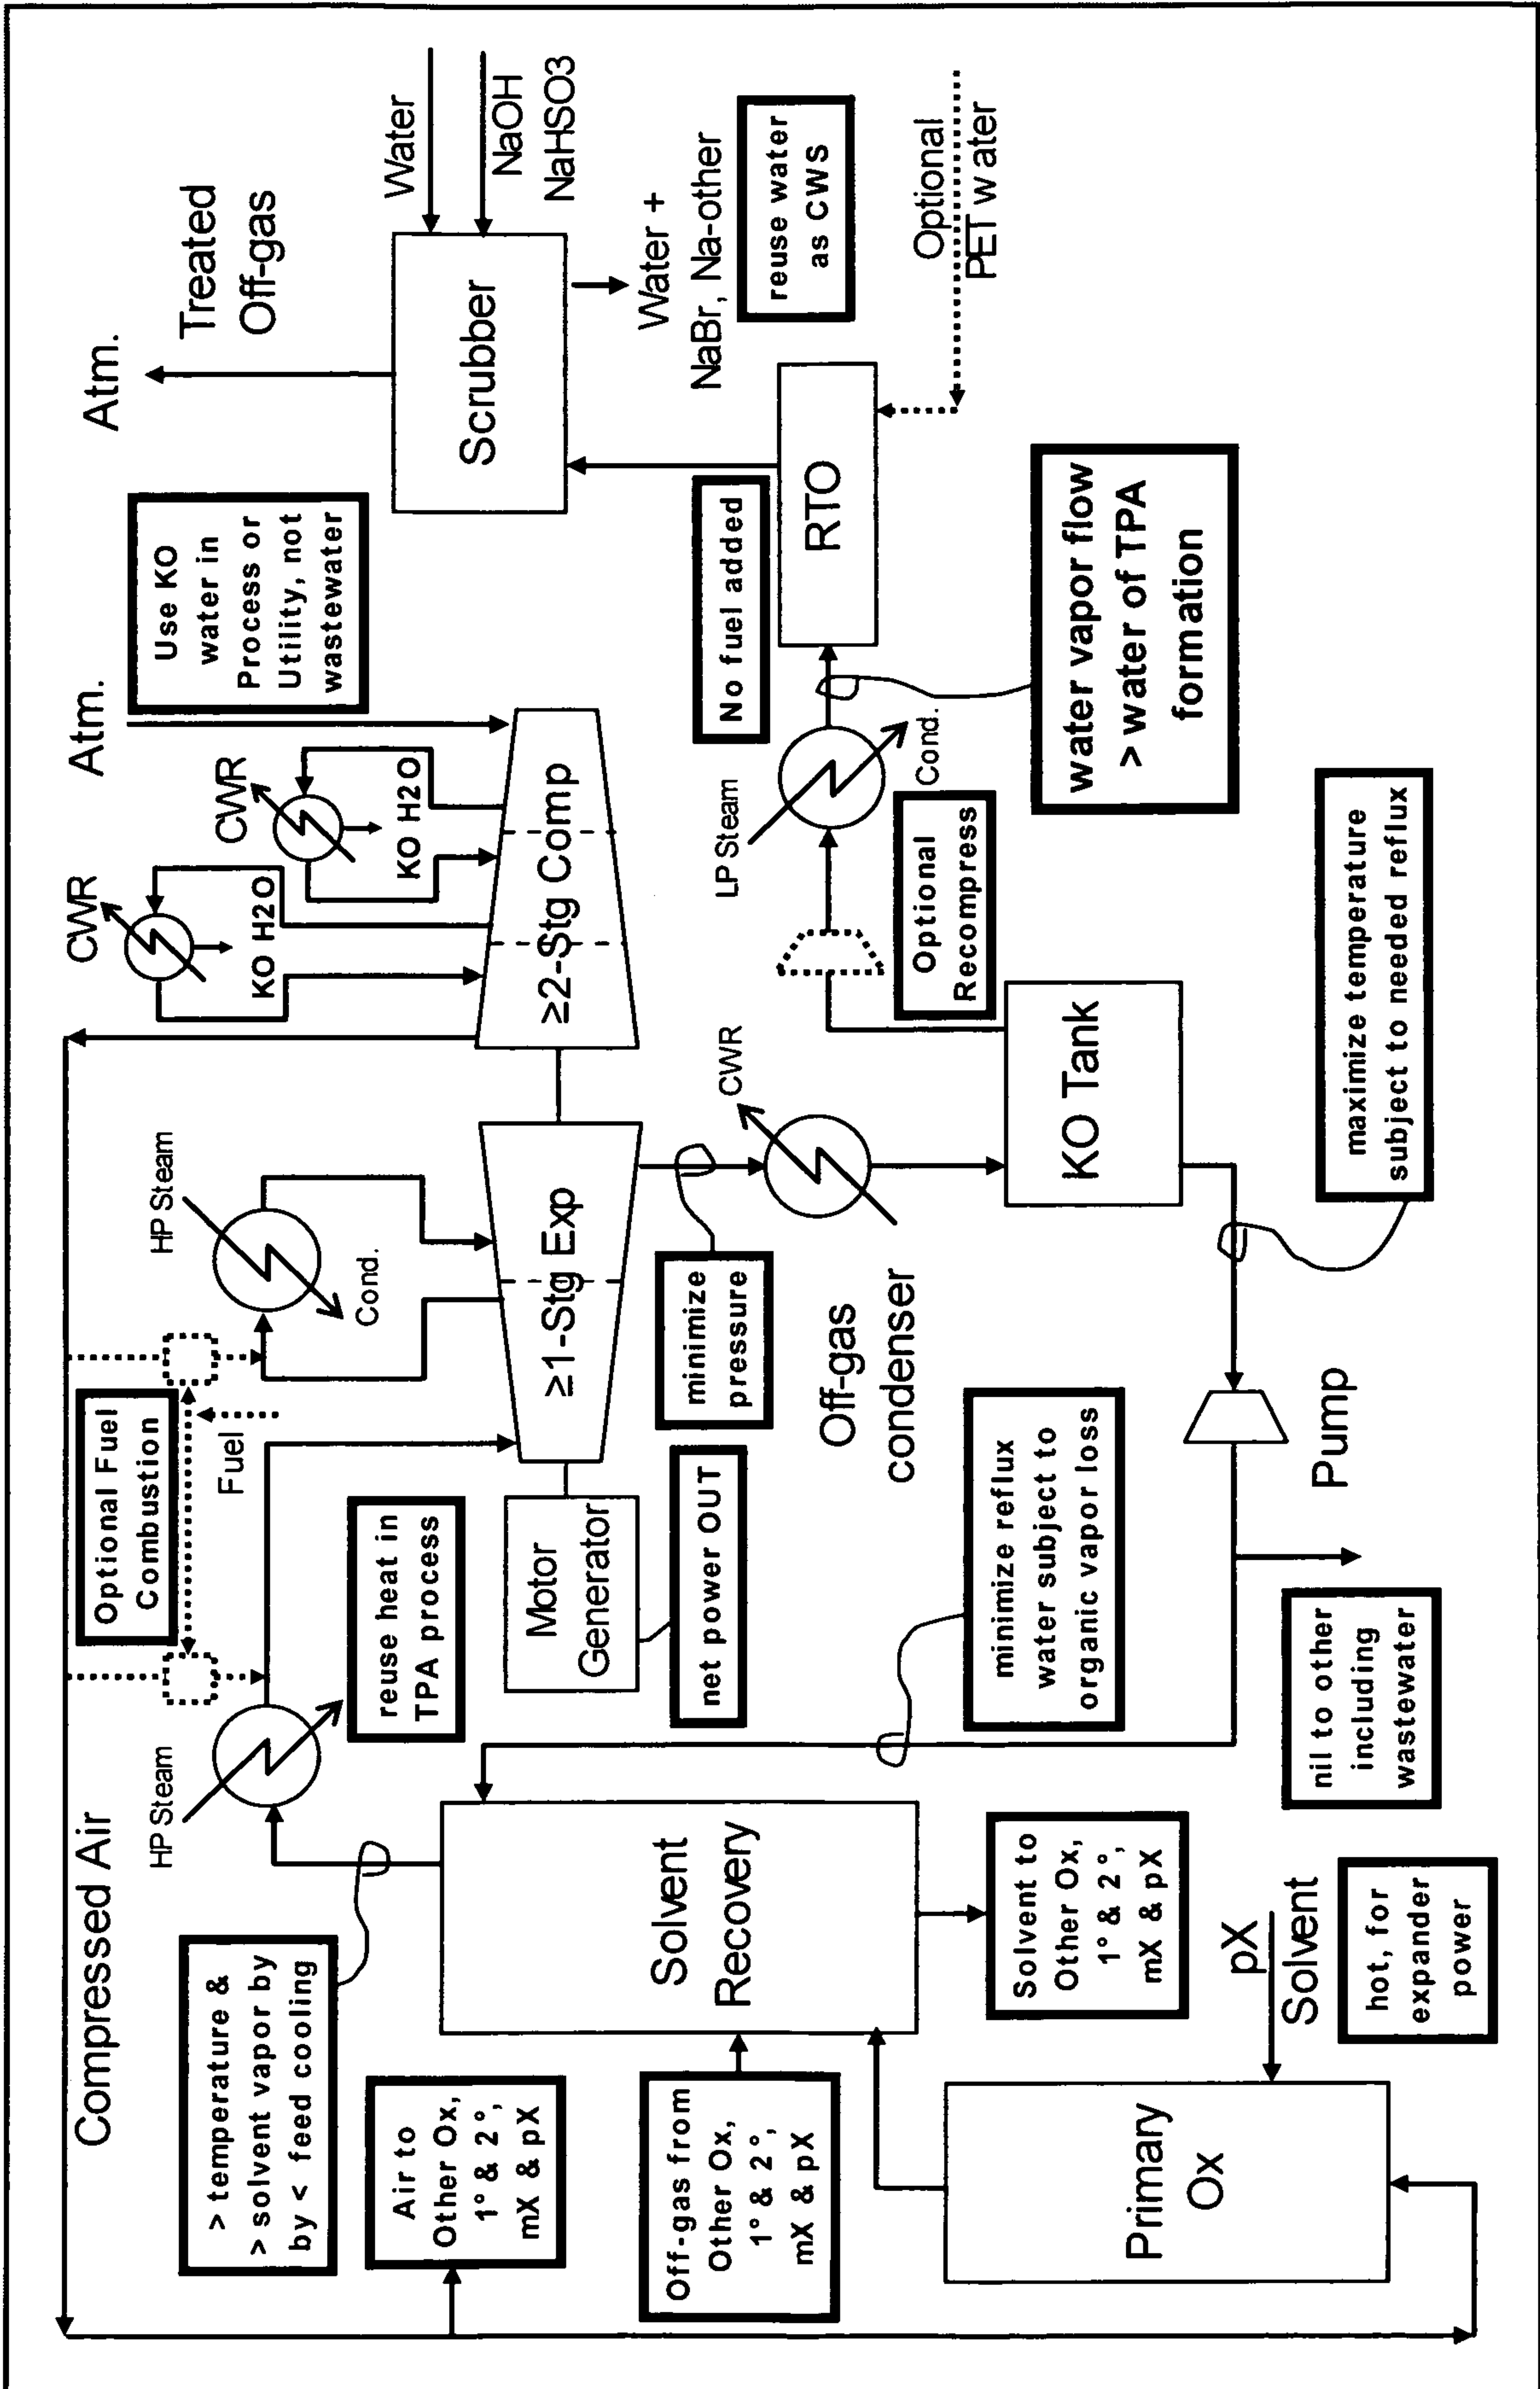 Compressed Air
> temperature &
> solvent vapor by
by < feed cooling
Air to
Other Ox,
1° & 2°,
mX & pX
Off-gas from
Other Ox,
1° & 2°,
mX & pX
Primary
Ox
pX
Solvent
hot, for
expander
power
Solvent
Recovery
Solvent to
Other Ox,
1° & 2°,
mX & pX
HP Steam
Optional Fuel
Combustion
Fuel
reuse heat in
TPA process
Motor
Generator
net power OUT
HP Steam
Cond.
≥1-Stg Exp
minimize
pressure
Off-gas
condenser
minimize reflux
water subject to
organic vapor loss
nil to other
including
wastewater
Pump
CWR
KO Tank
maximize temperature
subject to needed reflux
CWR
KO H2O
CWR
KO H2O
Atm.
≥2-Stg Comp
Use KO
water in
Process or
Utility, not
wastewater
LP Steam
Cond.
Optional
Recompress
No fuel added
water vapor flow
> water of TPA
formation
RTO
Optional
PET water
Atm.
Treated
Off-gas
Scrubber
Water
NaOH
NaHSO3
Water +
NaBr, Na-other
reuse water
as CWS